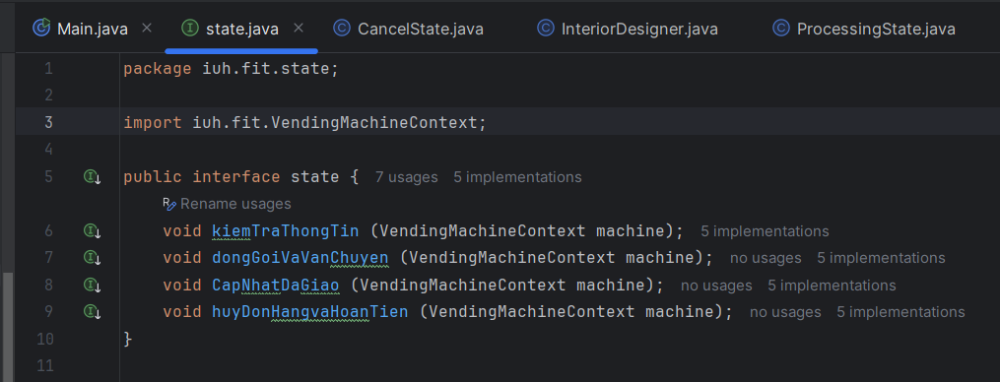 Main.java × state.java × CancelState.java InteriorDesigner.java ProcessingState.java
1 package iuh.fit.state;
2
3 import iuh.fit.VendingMachineContext;
4
5 public interface state { 7 usages 5 implementations
Rename usages
6 void kiemTraThongTin (VendingMachineContext machine); 5 implementations
7 void dongGoiVaVanChuyen (VendingMachineContext machine); no usages 5 implementations
8 void CapNhatDaGiao (VendingMachineContext machine); no usages 5 implementations
9 void huyDonHangvaHoanTien (VendingMachineContext machine); no usages 5 implementations
10 }
11